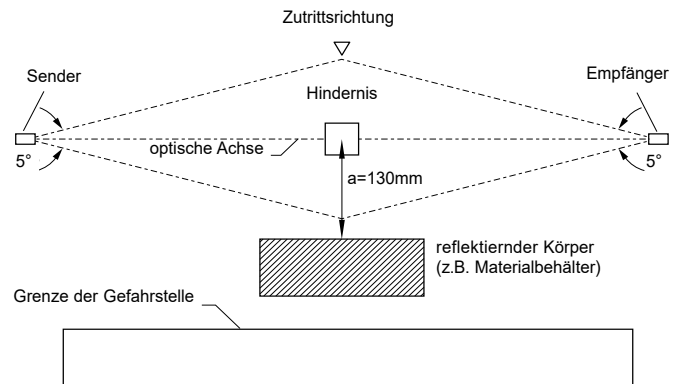 Zutrittsrichtung
Sender
Empfänger
Hindernis
optische Achse
5°
5°
a=130mm
reflektiernder Körper
(z.B. Materialbehälter)
Grenze der Gefahrstelle